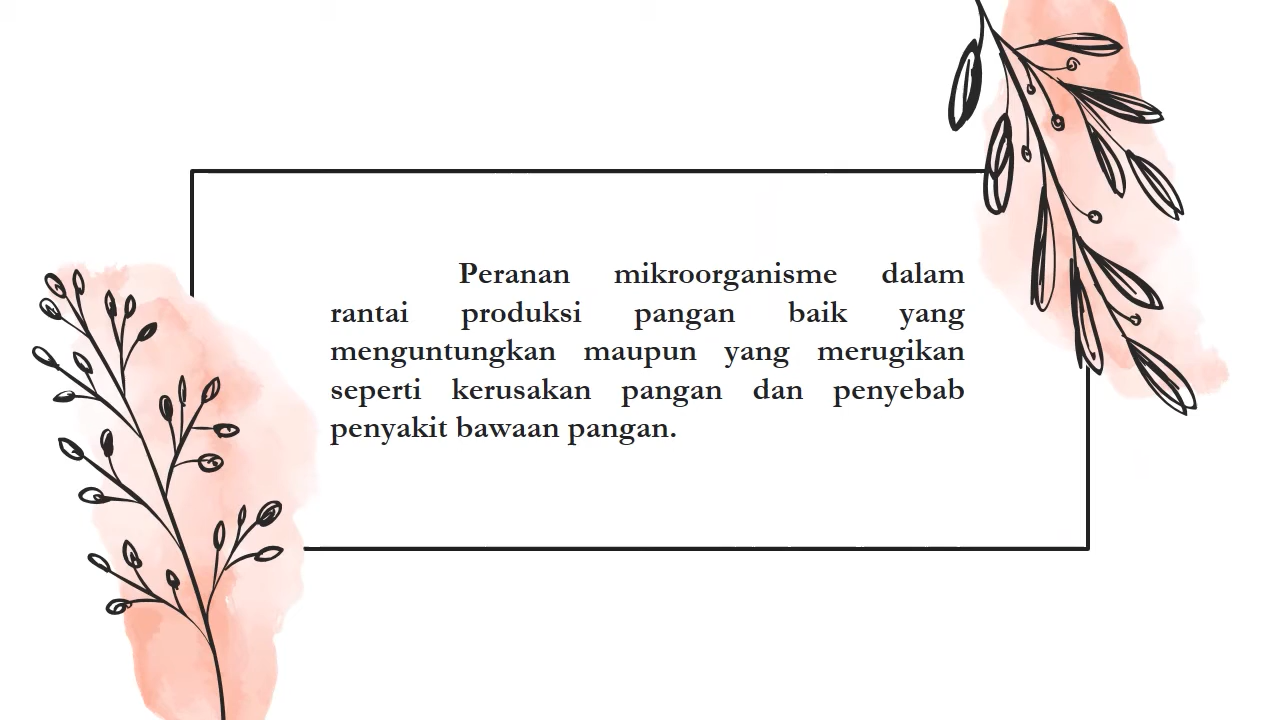 Peranan mikroorganisme dalam
rantai produksi pangan baik yang
menguntungkan maupun yang merugikan
seperti kerusakan pangan dan penyebab
penyakit bawaan pangan.